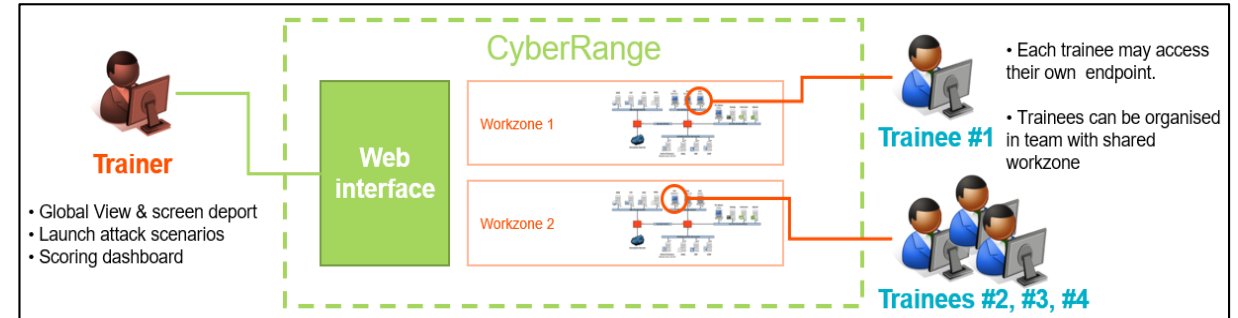 CyberRange
Trainer
• Global View & screen deport
• Launch attack scenarios
• Scoring dashboard
Web
interface
Workzone 1
Workzone 2
Trainee #1
• Each trainee may access
their own endpoint.
• Trainees can be organised
in team with shared
workzone
Trainees #2, #3, #4